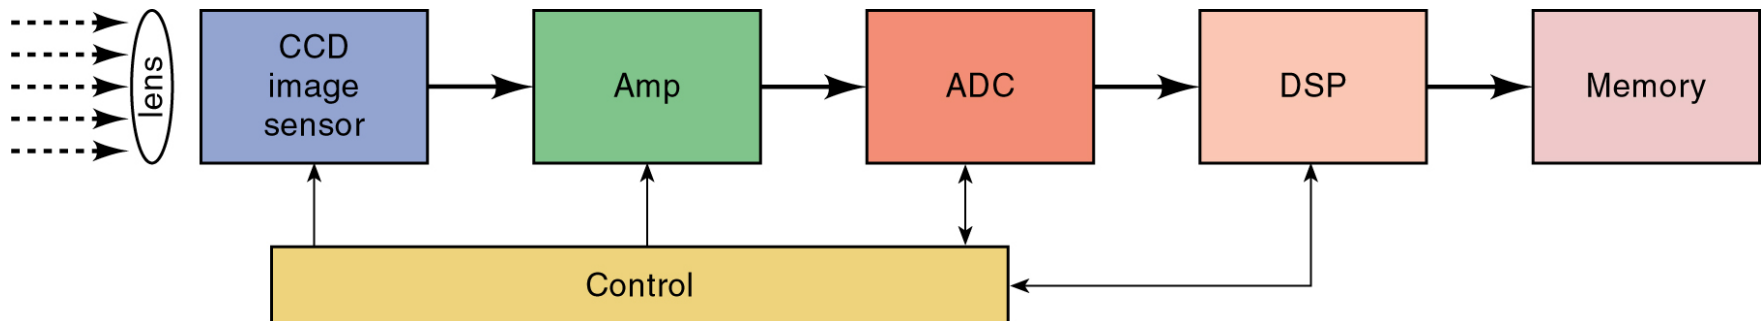 lens
CCD
image
sensor
Amp
ADC
DSP
Memory
Control